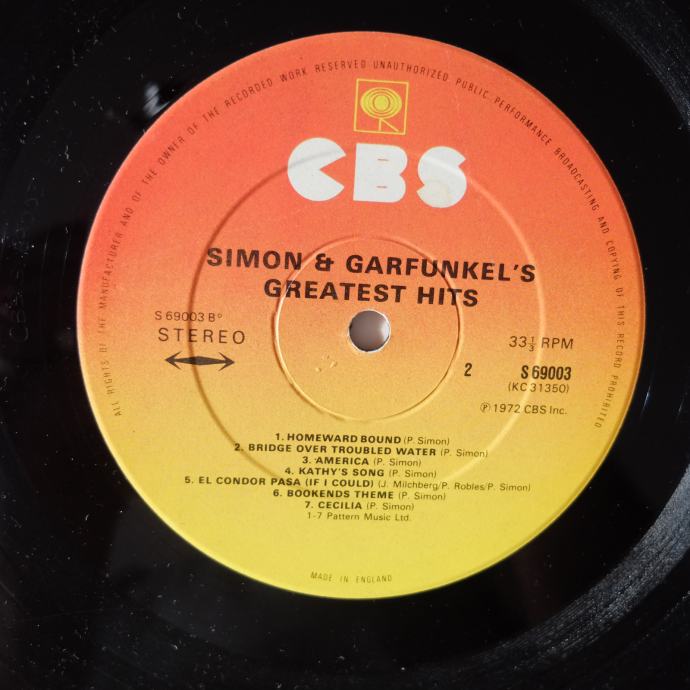 ALL RIGHTS OF THE MANUFACTURER AND OF THE OWNER OF THE RECORDED WORK RESERVED UNAUTHORIZED PUBLIC PERFORMANCE BROADCASTING AND COPYING OF THIS RECORD PROHIBITED
CBS
SIMON & GARFUNKEL'S
GREATEST HITS
S 69003 B°
STEREO
33⅓ RPM
2 S 69003
(KC 31350)
℗ 1972 CBS Inc.
1. HOMEWARD BOUND (P. Simon)
2. BRIDGE OVER TROUBLED WATER (P. Simon)
3. AMERICA (P. Simon)
4. KATHY'S SONG (P. Simon)
5. EL CONDOR PASA (IF I COULD) (J. Milchberg/P. Robles/P. Simon)
6. BOOKENDS THEME (P. Simon)
7. CECILIA (P. Simon)
1-7 Pattern Music Ltd.
MADE IN ENGLAND